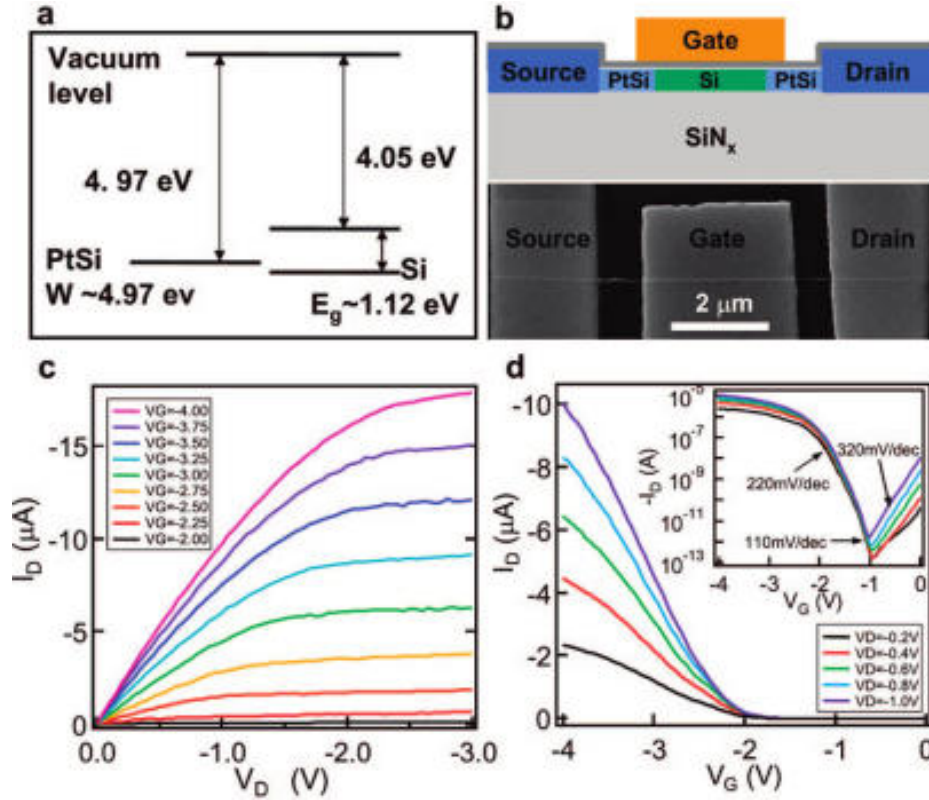 a
Vacuum
level
4.05 eV
4. 97 eV
PtSi
W ~4.97 ev
Si
E_g~1.12 eV
b
Gate
Source
PtSi
Si
PtSi
Drain
SiN_x
Source
Gate
Drain
2 μm
c
VG=-4.00
VG=-3.75
VG=-3.50
VG=-3.25
VG=-3.00
VG=-2.75
VG=-2.50
VG=-2.25
VG=-2.00
I_D (μA)
-15
-10
-5
0
0.0
-1.0
-2.0
-3.0
V_D (V)
d
I_D (μA)
-10
-8
-6
-4
-2
0
-4
-3
-2
-1
0
V_G (V)
-I_D (A)
10^-5
10^-7
10^-9
10^-11
10^-13
320mV/dec
220mV/dec
110mV/dec
-4
-3
-2
-1
0
V_G (V)
VD=-0.2V
VD=-0.4V
VD=-0.6V
VD=-0.8V
VD=-1.0V